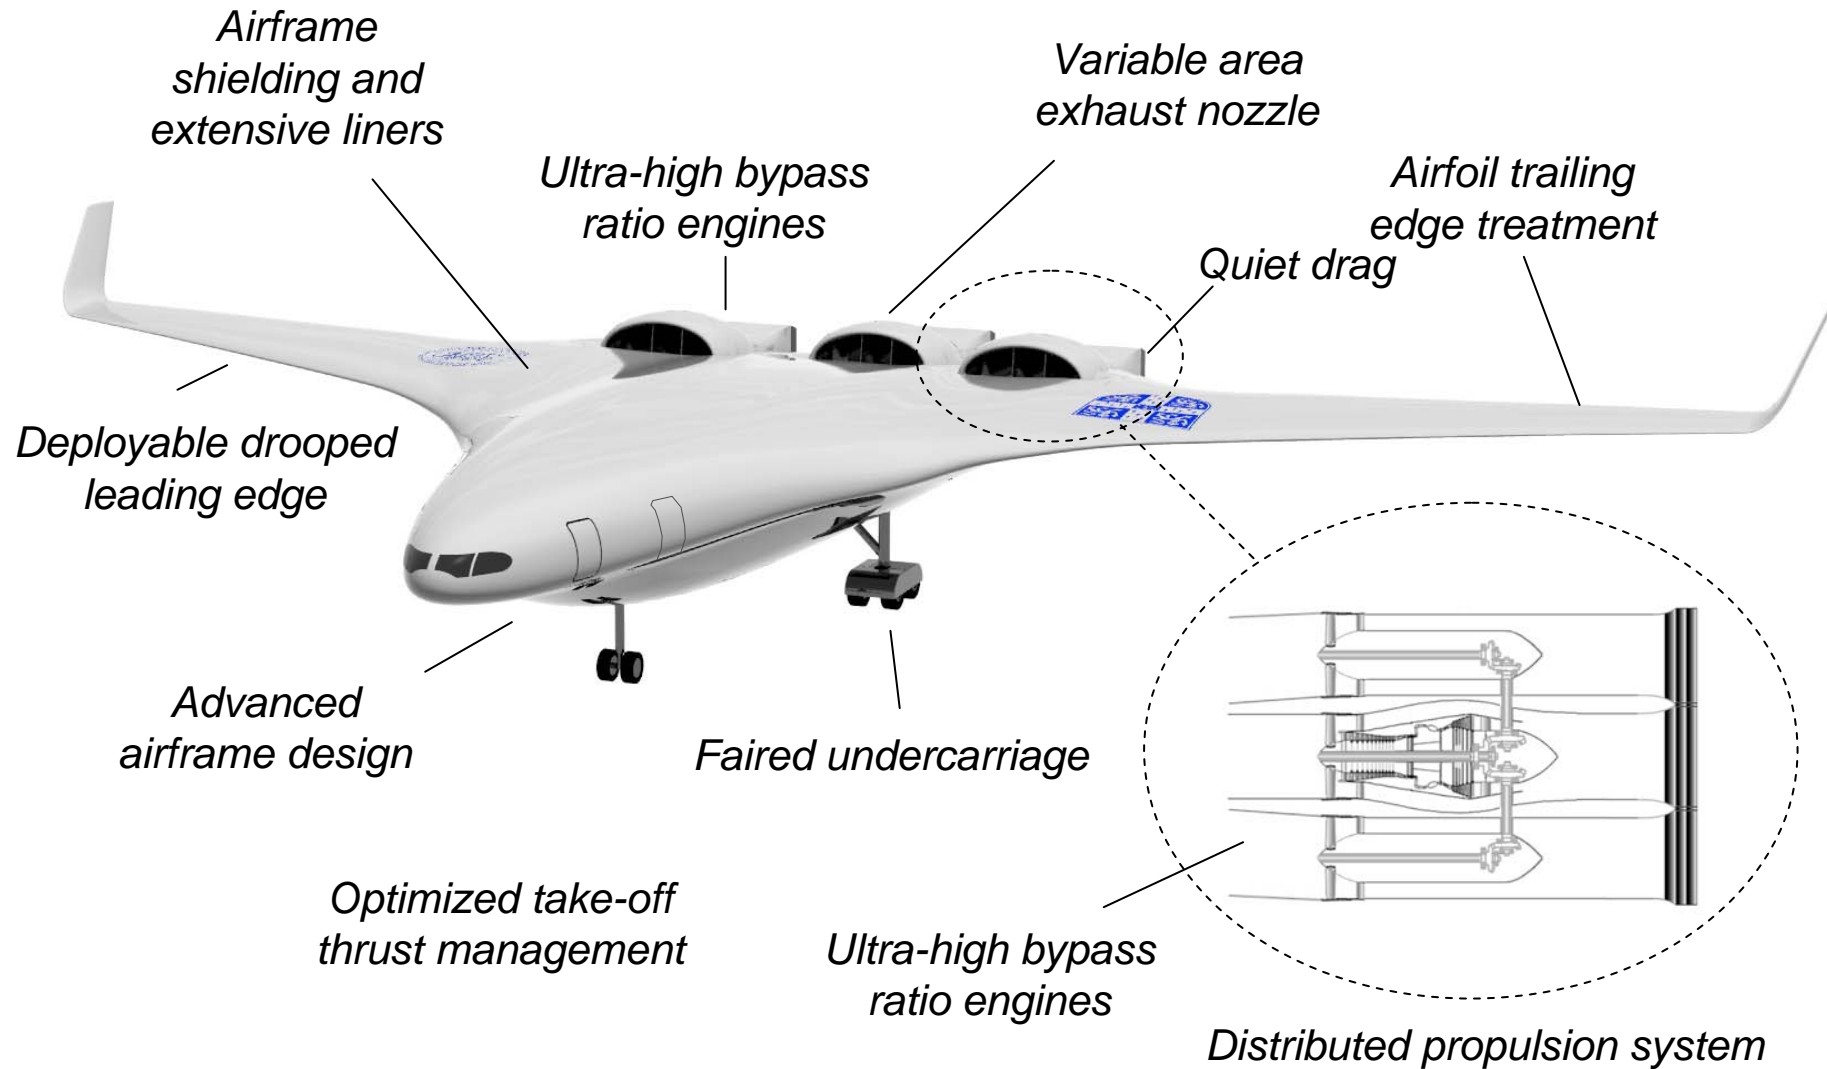 Airframe
shielding and
extensive liners
Variable area
exhaust nozzle
Ultra-high bypass
ratio engines
Airfoil trailing
edge treatment
Quiet drag
Deployable drooped
leading edge
Advanced
airframe design
Faired undercarriage
Optimized take-off
thrust management
Ultra-high bypass
ratio engines
Distributed propulsion system